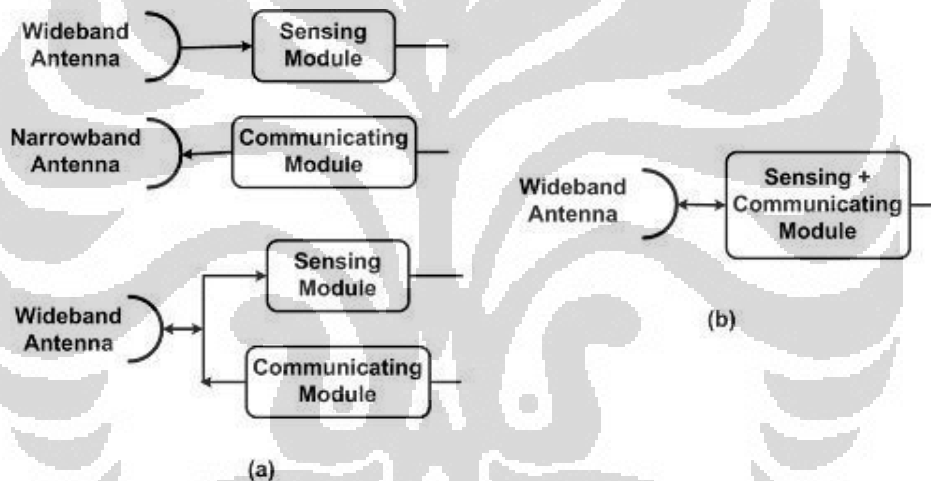 Wideband
Antenna
Sensing
Module
Narrowband
Antenna
Communicating
Module
Wideband
Antenna
Sensing
Module
Communicating
Module
(a)
Wideband
Antenna
Sensing +
Communicating
Module
(b)